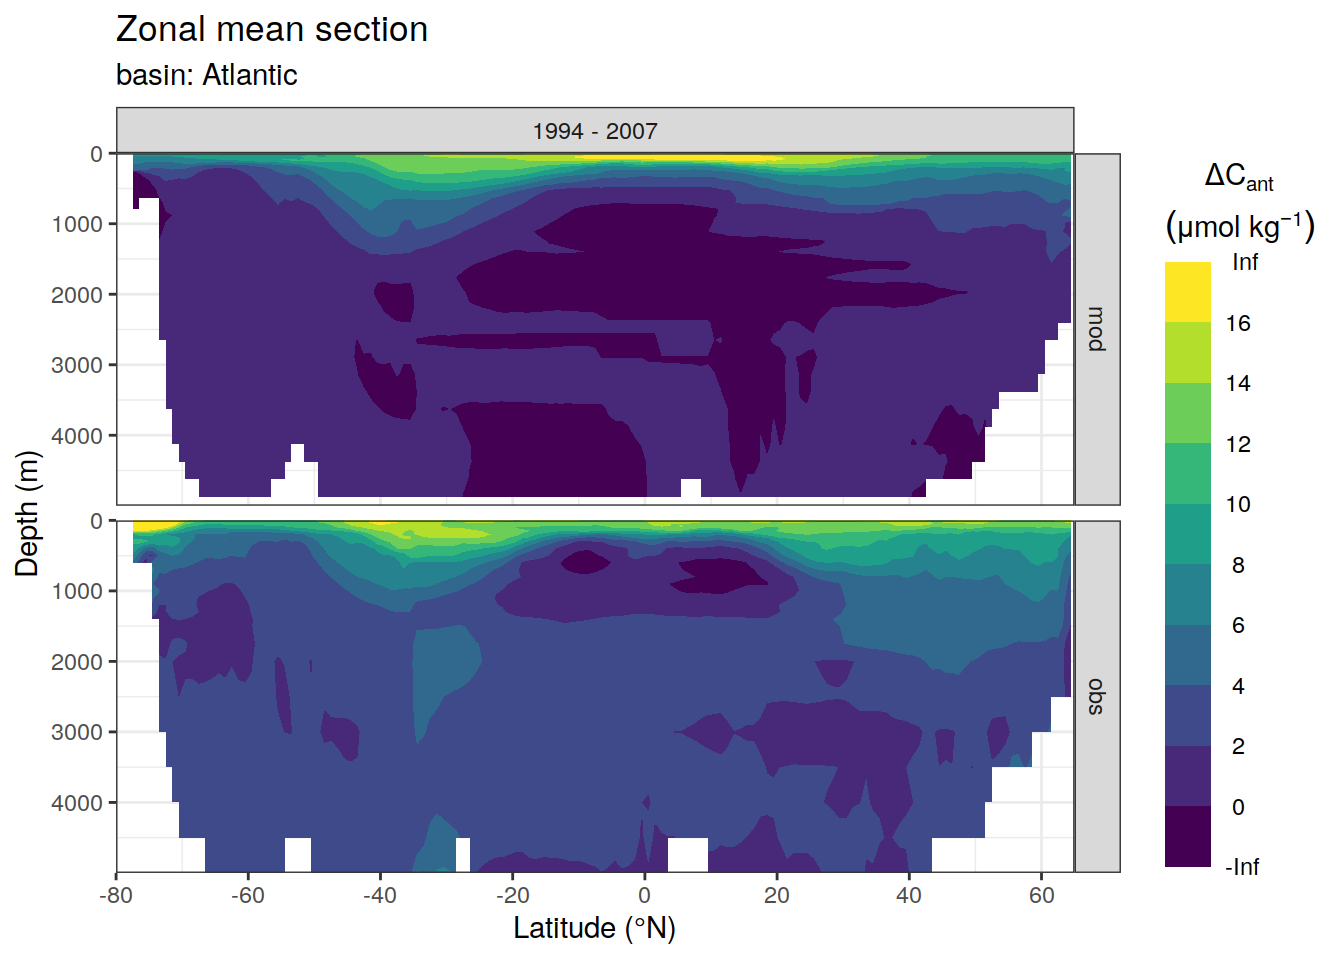 Zonal mean section
basin: Atlantic
1994 - 2007
0
1000
2000
3000
4000
mod
0
1000
2000
3000
4000
obs
Depth (m)
-80 -60 -40 -20 0 20 40 60
Latitude (°N)
ΔCant
(μmol kg⁻¹)
Inf
16
14
12
10
8
6
4
2
0
-Inf